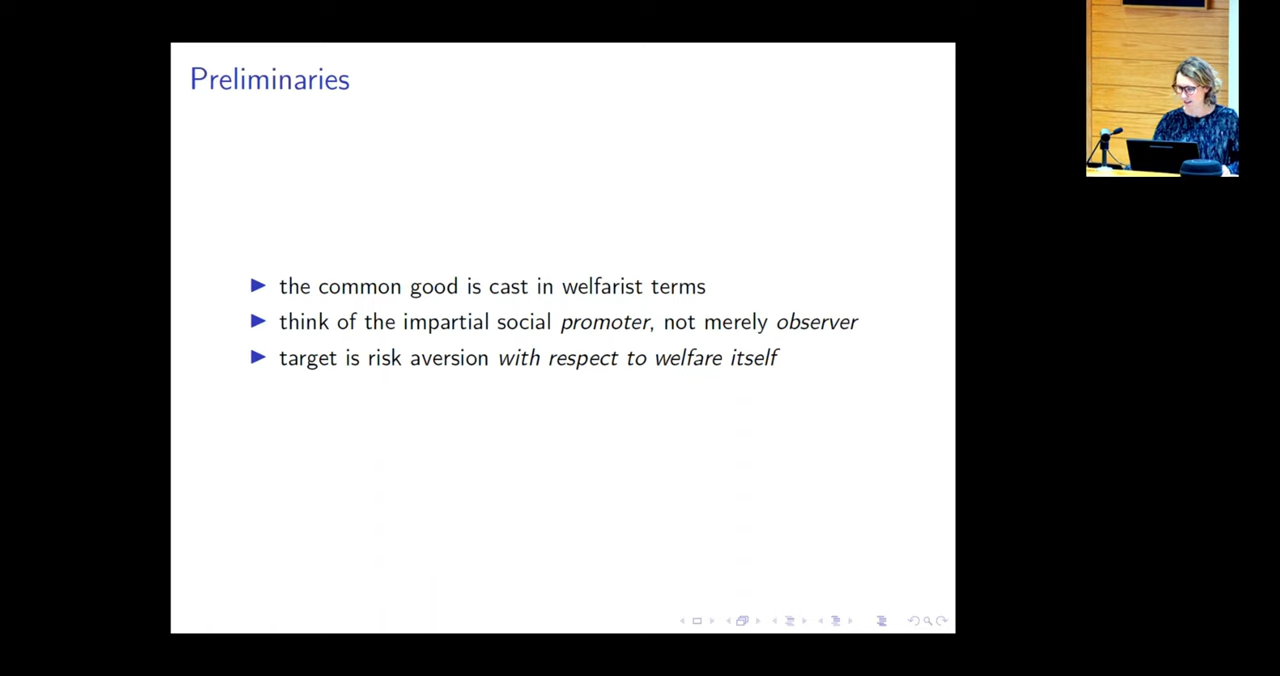 Preliminaries
the common good is cast in welfarist terms
think of the impartial social promoter, not merely observer
target is risk aversion with respect to welfare itself